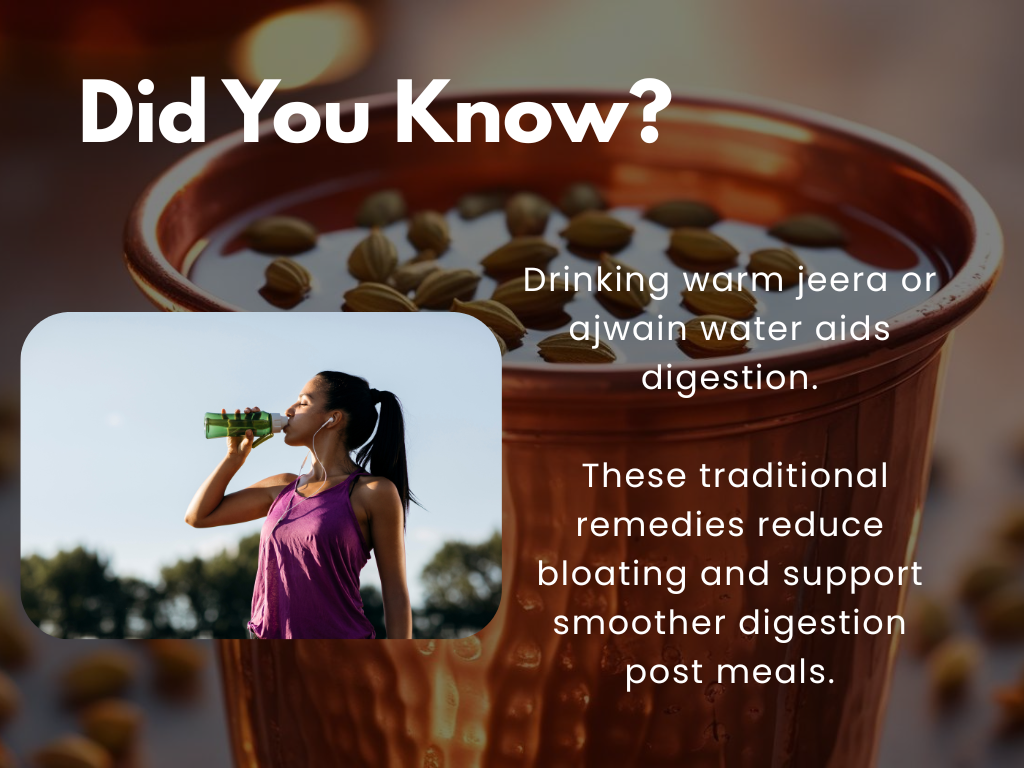 Did You Know?
Drinking warm jeera or
ajwain water aids
digestion.
These traditional
remedies reduce
bloating and support
smoother digestion
post meals.